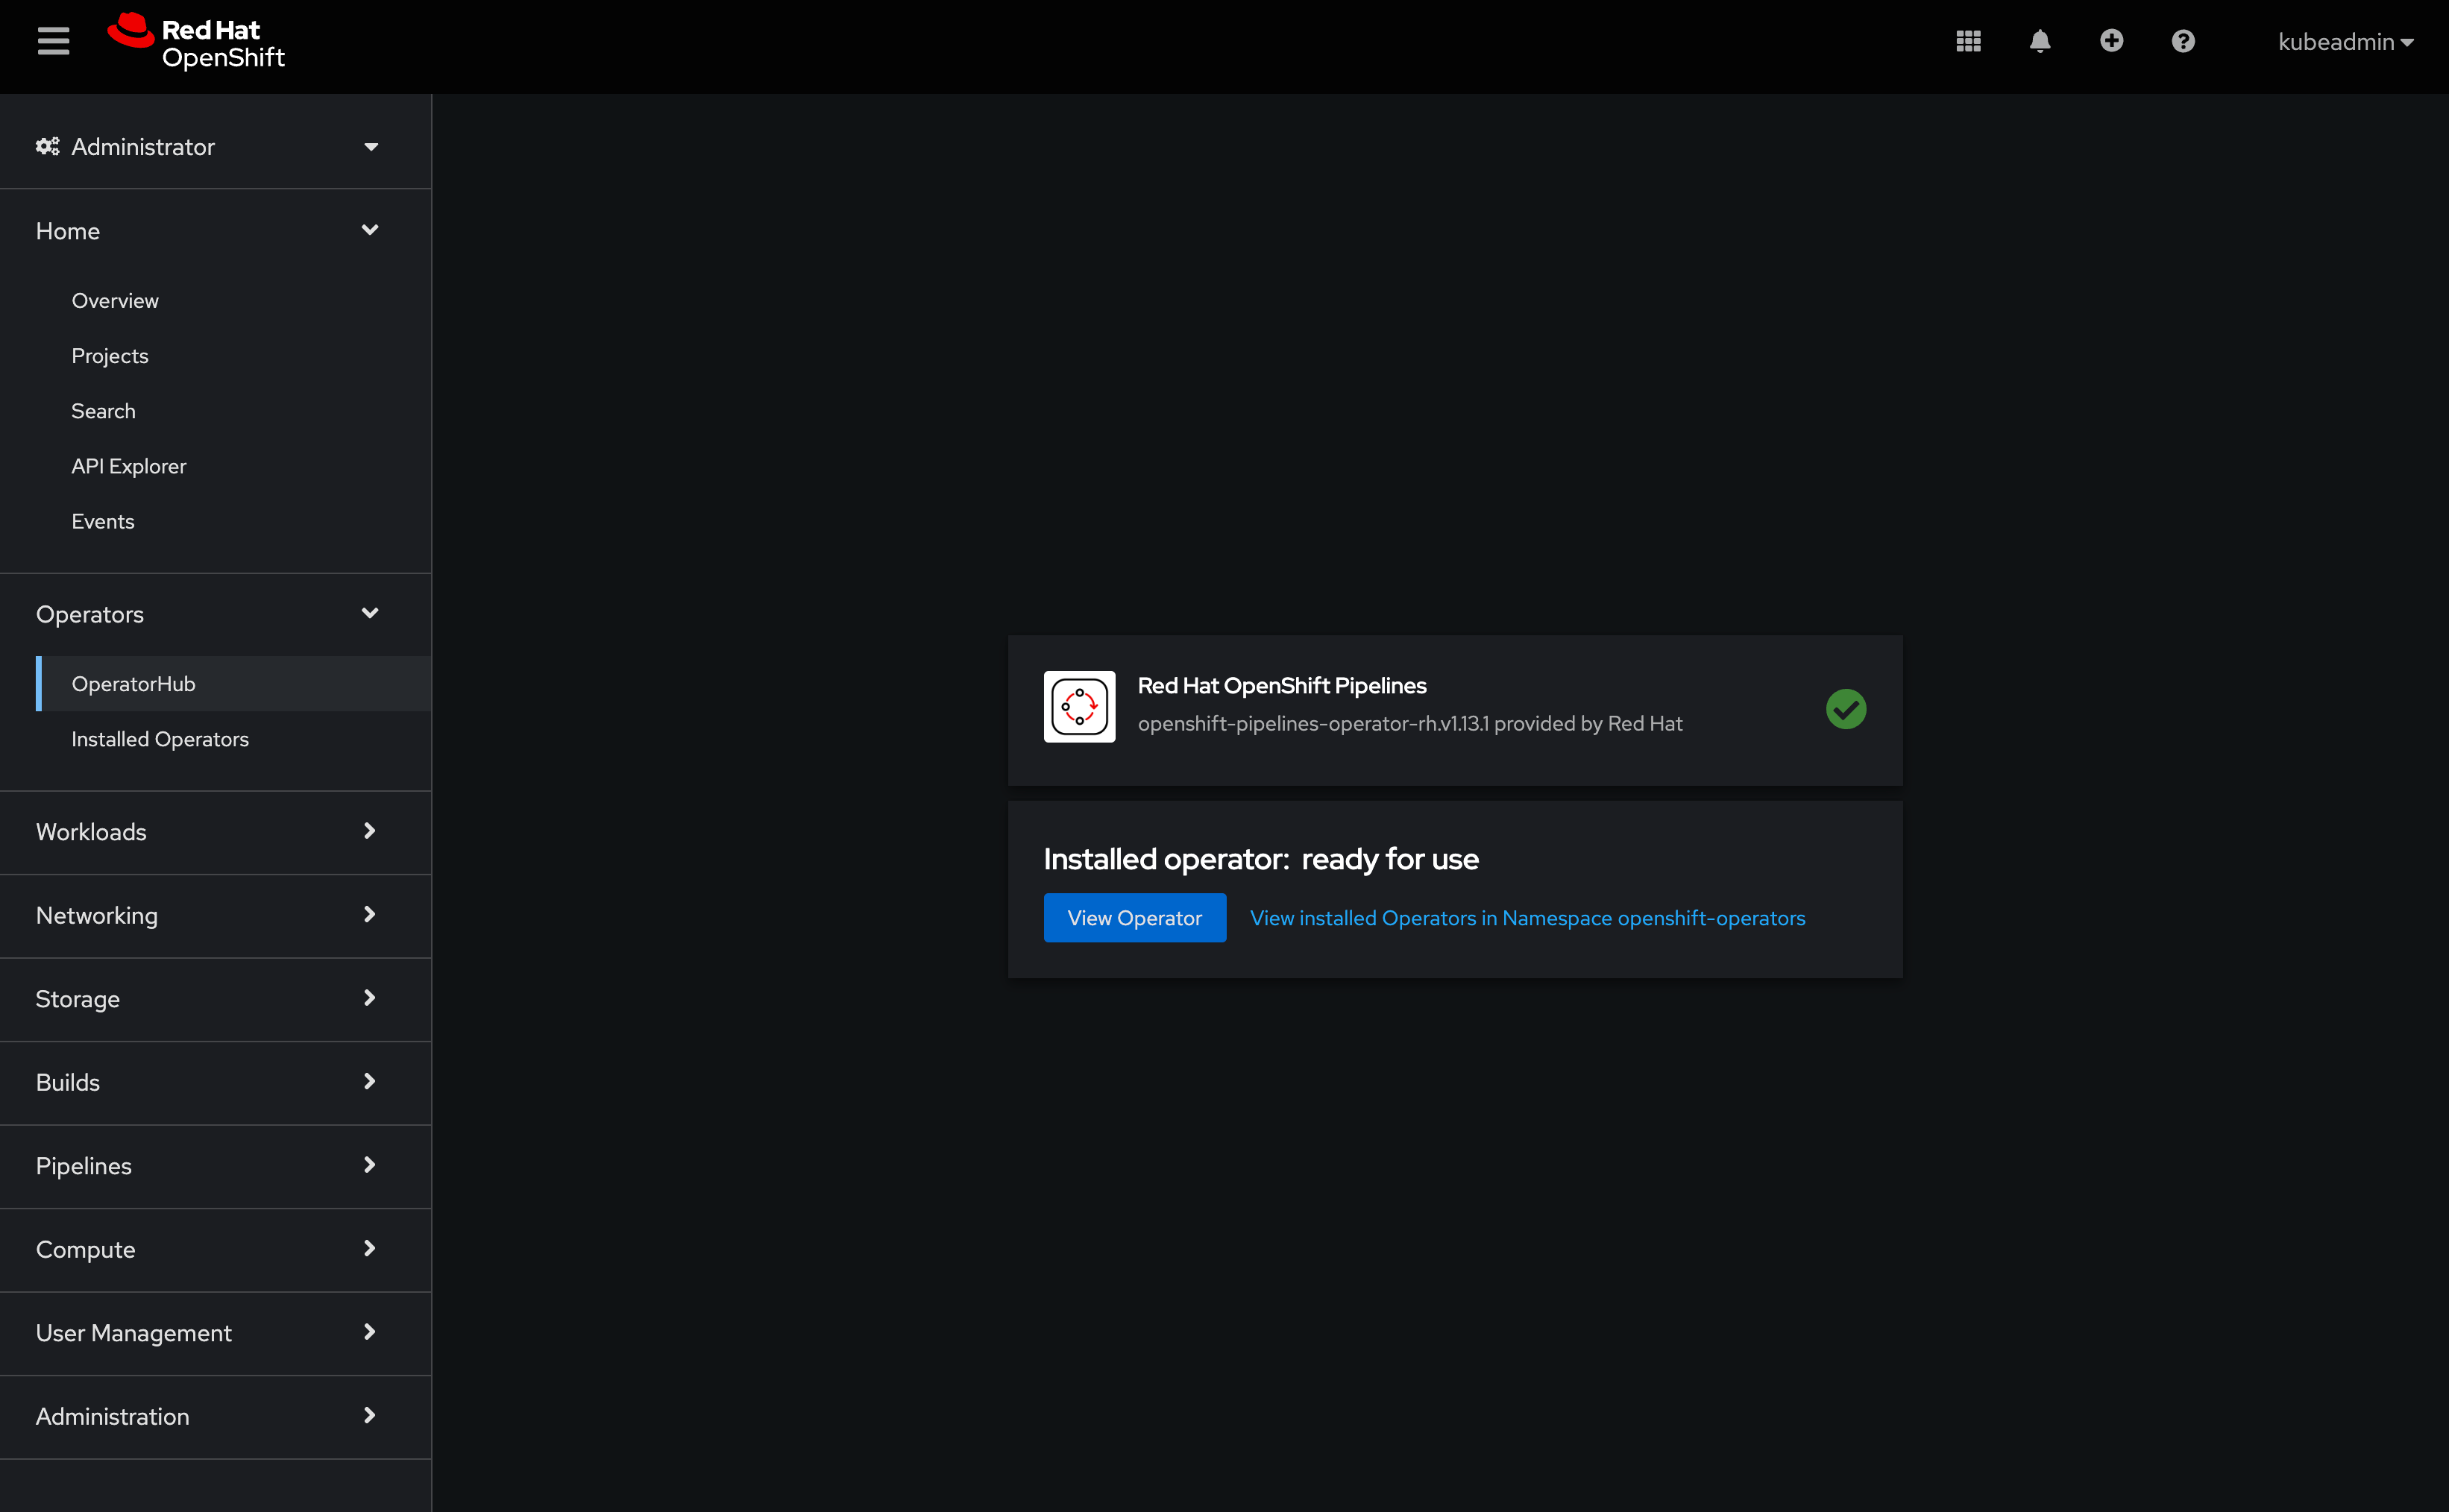 Red Hat
OpenShift
kubeadmin
Administrator
Home
Overview
Projects
Search
API Explorer
Events
Operators
OperatorHub
Installed Operators
Workloads
Networking
Storage
Builds
Pipelines
Compute
User Management
Administration
Red Hat OpenShift Pipelines
openshift-pipelines-operator-rh.v1.13.1 provided by Red Hat
Installed operator: ready for use
View Operator
View installed Operators in Namespace openshift-operators